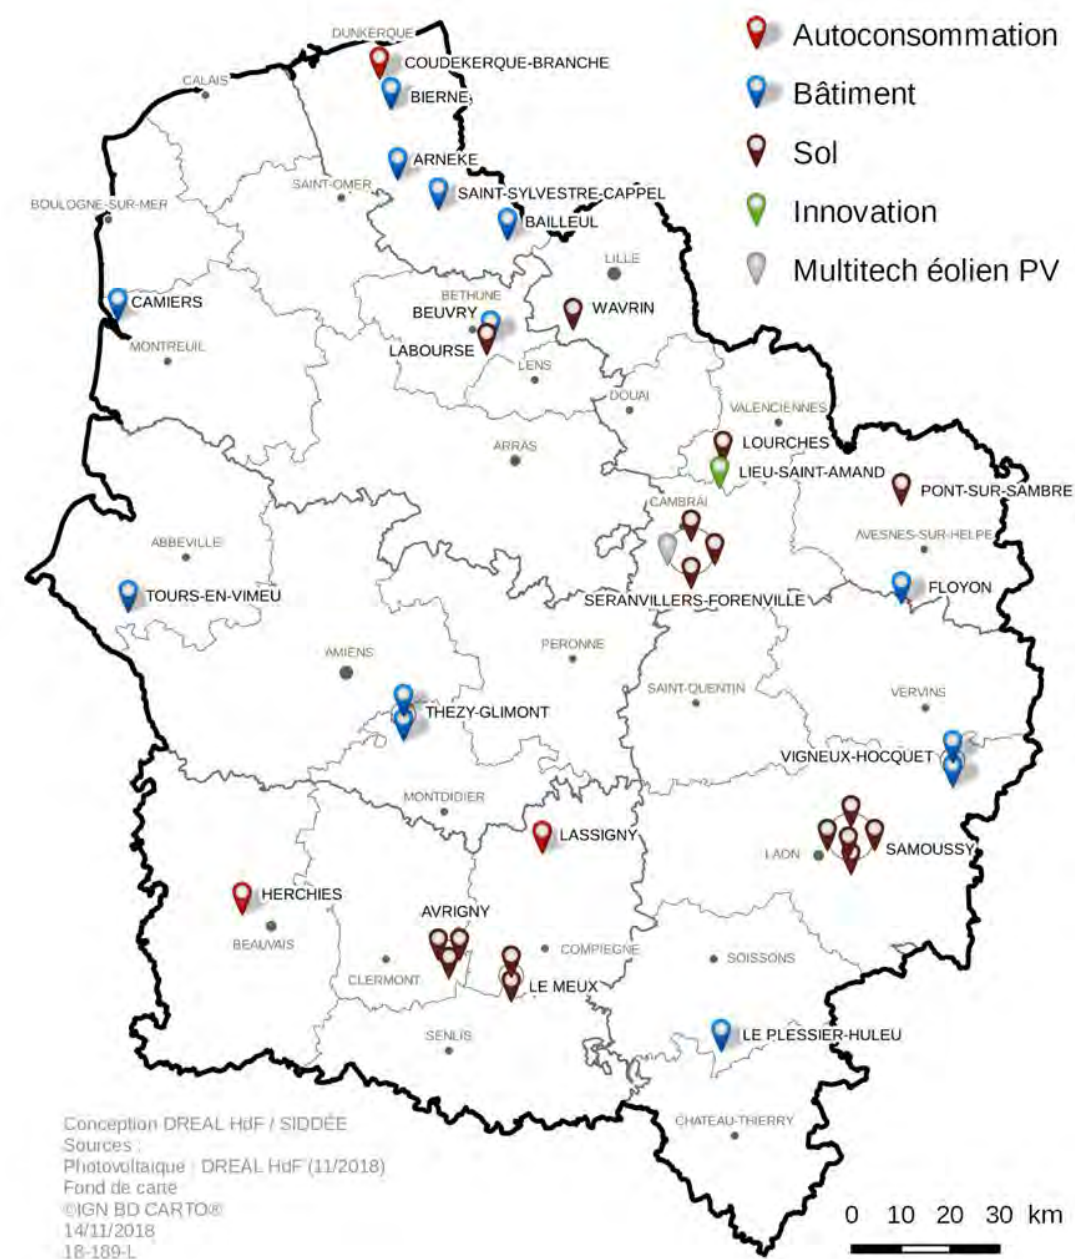 DUNKERQUE
Autoconsommation
COUDEKERQUE-BRANCHE
CALAIS
BIERNE
Bâtiment
ARNEKE
Sol
SAINT-OMER
SAINT-SYLVESTRE-CAPPEL
BOULOGNE-SUR-MER
BAILLEUL
Innovation
LILLE
Multitech éolien PV
CAMIERS
BETHUNE
BEUVRY
WAVRIN
MONTREUIL
LABOURSE
LENS
DOUAI
VALENCIENNES
ARRAS
LOURCHES
LIEU-SAINT-AMAND
PONT-SUR-SAMBRE
CAMBRAI
ABBEVILLE
AVESNES-SUR-HELPE
TOURS-EN-VIMEU
FLOYON
SERANVILLERS-FORENVILLE
AMIENS
PERONNE
SAINT-QUENTIN
VERVINS
THEZY-GLIMONT
VIGNEUX-HOCQUET
MONTDIDIER
LASSIGNY
LAON
SAMOUSSY
HERCHIES
AVRIGNY
BEAUVAIS
COMPIEGNE
SOISSONS
CLERMONT
LE MEUX
SENLIS
LE PLESSIER-HULEU
CHATEAU-THIERRY
Conception DREAL HdF / SIDDÉE
Sources :
Photovoltaique : DREAL HdF (11/2018)
Fond de carte
©IGN BD CARTO®
14/11/2018
18-189-L
0 10 20 30 km